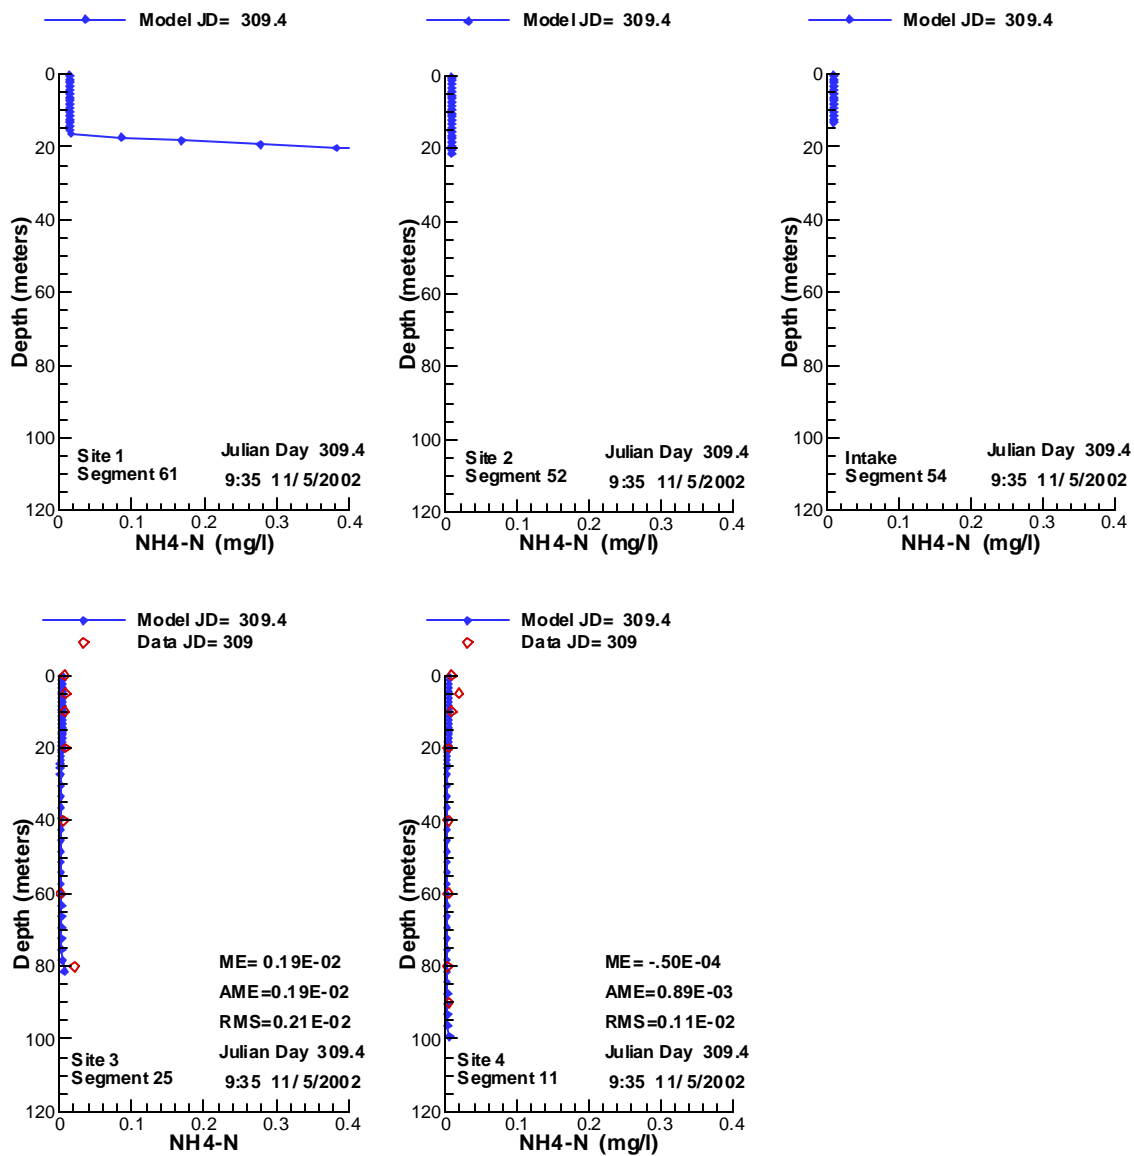 Model JD= 309.4
Model JD= 309.4
Model JD= 309.4
0
20
40
60
80
100
120
Depth (meters)
Site 1
Segment 61
Julian Day 309.4
9:35 11/ 5/2002
0 0.1 0.2 0.3 0.4
NH4-N (mg/l)
0
20
40
60
80
100
120
Depth (meters)
Site 2
Segment 52
Julian Day 309.4
9:35 11/ 5/2002
0 0.1 0.2 0.3 0.4
NH4-N (mg/l)
0
20
40
60
80
100
120
Depth (meters)
Intake
Segment 54
Julian Day 309.4
9:35 11/ 5/2002
0 0.1 0.2 0.3 0.4
NH4-N (mg/l)
Model JD= 309.4
Data JD= 309
0
20
40
60
80
100
120
Depth (meters)
ME= 0.19E-02
AME=0.19E-02
RMS=0.21E-02
Site 3
Segment 25
Julian Day 309.4
9:35 11/ 5/2002
0 0.1 0.2 0.3 0.4
NH4-N
Model JD= 309.4
Data JD= 309
0
20
40
60
80
100
120
Depth (meters)
ME= -.50E-04
AME=0.89E-03
RMS=0.11E-02
Site 4
Segment 11
Julian Day 309.4
9:35 11/ 5/2002
0 0.1 0.2 0.3 0.4
NH4-N (mg/l)